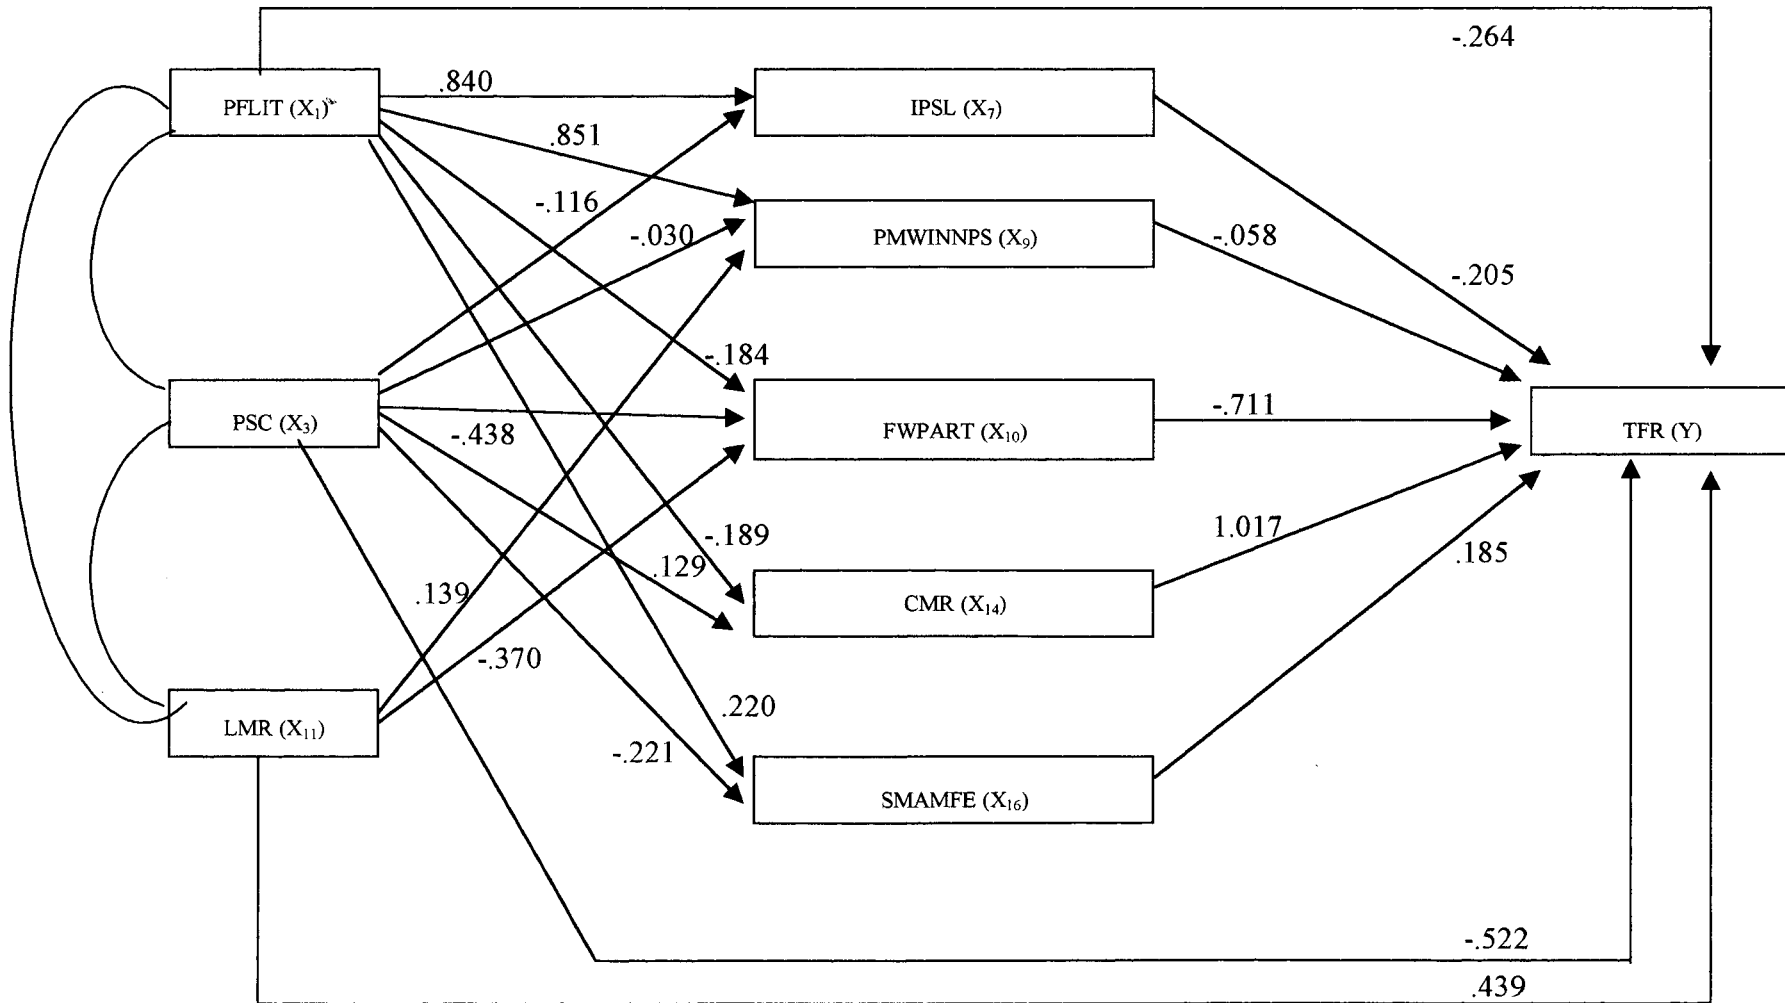 -.264
.840
PFLIT (X₁)
IPSL (X₇)
.851
-.116
-.030
PMWINNPS (X₉)
-.058
-.205
-.184
-.711
PSC (X₃)
-.438
FWPART (X₁₀)
TFR (Y)
-.189
1.017
.185
.129
.139
CMR (X₁₄)
-.370
.220
LMR (X₁₁)
-.221
SMAMFE (X₁₆)
-.522
.439